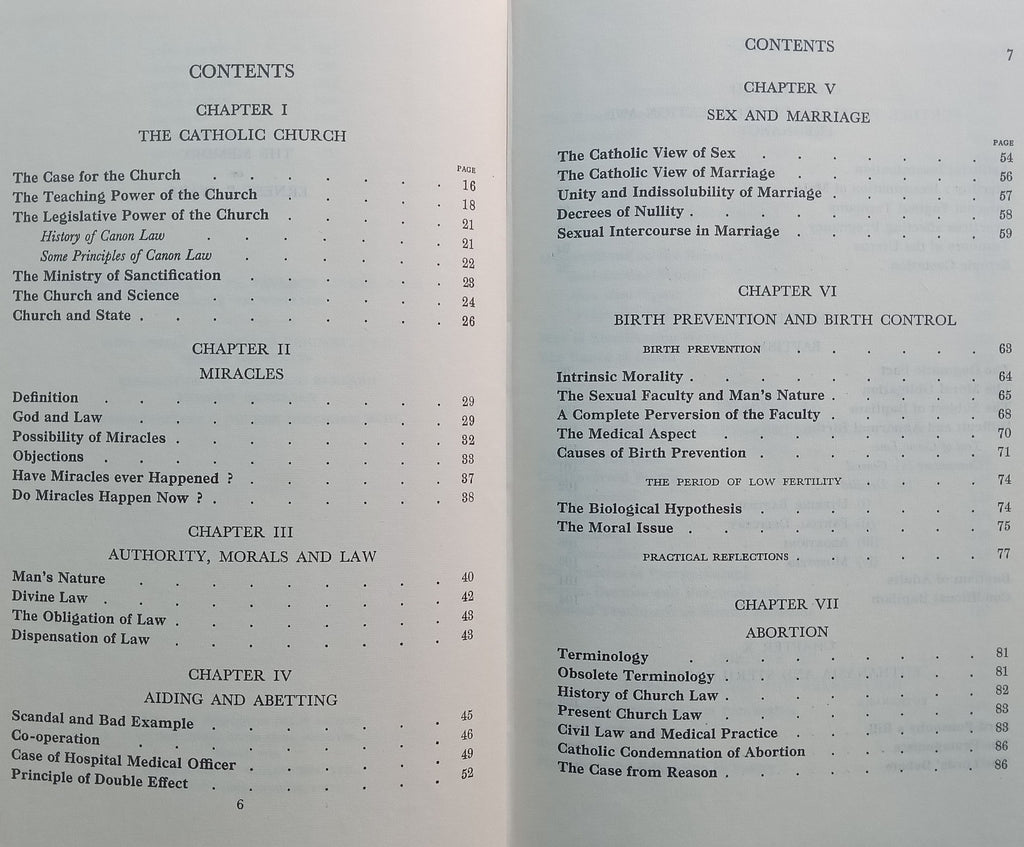 CONTENTS
CHAPTER I
THE CATHOLIC CHURCH
PAGE
The Case for the Church . . . . . . . 16
The Teaching Power of the Church . . . . . 18
The Legislative Power of the Church . . . . . 21
History of Canon Law . . . . . . . 21
Some Principles of Canon Law . . . . . . 22
The Ministry of Sanctification . . . . . . 23
The Church and Science . . . . . . . 24
Church and State . . . . . . . . . 26
CHAPTER II
MIRACLES
Definition . . . . . . . . . . 29
God and Law . . . . . . . . . 29
Possibility of Miracles . . . . . . . . 32
Objections . . . . . . . . . . 33
Have Miracles ever Happened ? . . . . . . 37
Do Miracles Happen Now ? . . . . . . . 38
CHAPTER III
AUTHORITY, MORALS AND LAW
Man's Nature . . . . . . . . . 40
Divine Law . . . . . . . . . . 42
The Obligation of Law . . . . . . . . 43
Dispensation of Law . . . . . . . . 43
CHAPTER IV
AIDING AND ABETTING
Scandal and Bad Example . . . . . . . 45
Co-operation . . . . . . . . . 46
Case of Hospital Medical Officer . . . . . . 49
Principle of Double Effect . . . . . . . 52
6
CONTENTS
7
CHAPTER V
SEX AND MARRIAGE
PAGE
The Catholic View of Sex . . . . . . . 54
The Catholic View of Marriage . . . . . . 56
Unity and Indissolubility of Marriage . . . . . 57
Decrees of Nullity . . . . . . . . . 58
Sexual Intercourse in Marriage . . . . . . 59
CHAPTER VI
BIRTH PREVENTION AND BIRTH CONTROL
BIRTH PREVENTION . . . . . . 63
Intrinsic Morality . . . . . . . . . 64
The Sexual Faculty and Man's Nature . . . . . 65
A Complete Perversion of the Faculty . . . . . 68
The Medical Aspect . . . . . . . . 70
Causes of Birth Prevention . . . . . . . 71
THE PERIOD OF LOW FERTILITY . . . . 74
The Biological Hypothesis . . . . . . . 74
The Moral Issue . . . . . . . . . 75
PRACTICAL REFLECTIONS . . . . . . 77
CHAPTER VII
ABORTION
Terminology . . . . . . . . . 81
Obsolete Terminology . . . . . . . . 81
History of Church Law . . . . . . . . 82
Present Church Law . . . . . . . . 83
Civil Law and Medical Practice . . . . . . 83
Catholic Condemnation of Abortion . . . . . 86
The Case from Reason . . . . . . . . 86